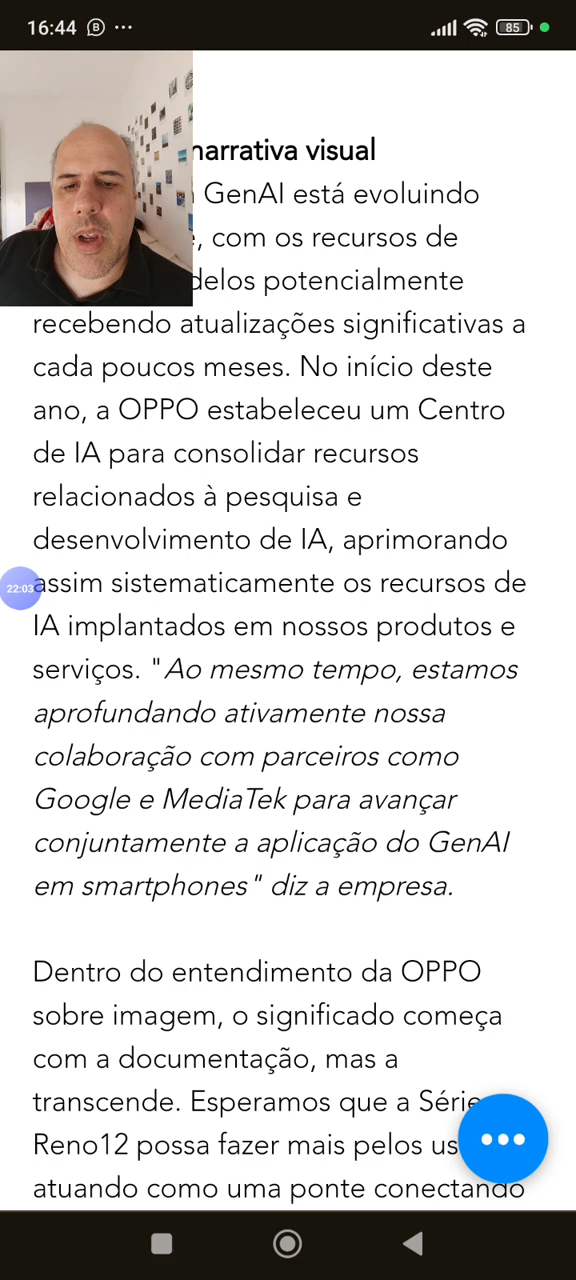 16:44
85
narrativa visual
GenAI está evoluindo
, com os recursos de
delos potencialmente
recebendo atualizações significativas a
cada poucos meses. No início deste
ano, a OPPO estabeleceu um Centro
de IA para consolidar recursos
relacionados à pesquisa e
desenvolvimento de IA, aprimorando
22:03
assim sistematicamente os recursos de
IA implantados em nossos produtos e
serviços. "Ao mesmo tempo, estamos
aprofundando ativamente nossa
colaboração com parceiros como
Google e MediaTek para avançar
conjuntamente a aplicação do GenAI
em smartphones" diz a empresa.
Dentro do entendimento da OPPO
sobre imagem, o significado começa
com a documentação, mas a
transcende. Esperamos que a Série
Reno12 possa fazer mais pelos us
atuando como uma ponte conectando